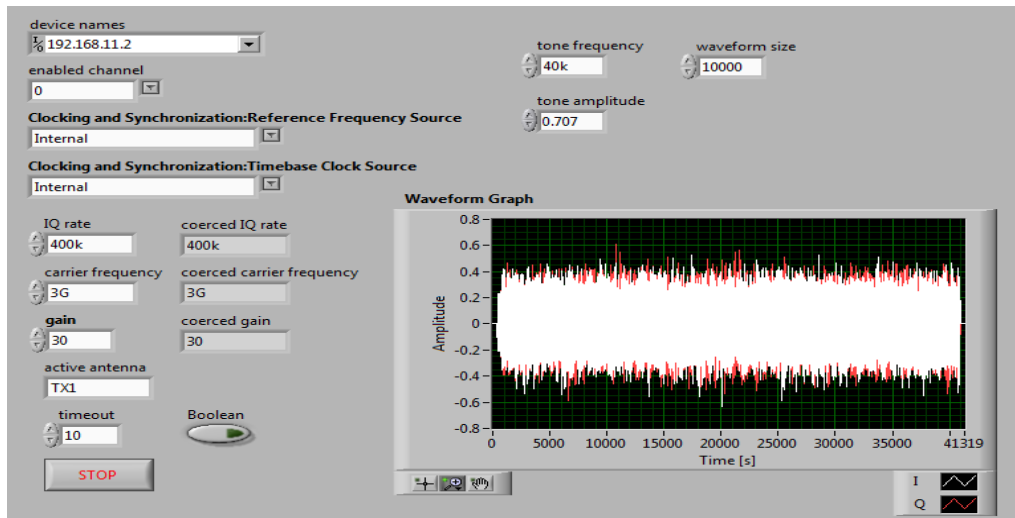 device names
192.168.11.2
enabled channel
0
Clocking and Synchronization:Reference Frequency Source
Internal
Clocking and Synchronization:Timebase Clock Source
Internal
IQ rate
coerced IQ rate
400k
400k
carrier frequency
coerced carrier frequency
3G
3G
gain
coerced gain
30
30
active antenna
TX1
timeout
Boolean
10
STOP
tone frequency
waveform size
40k
10000
tone amplitude
0.707
Waveform Graph
Amplitude
0.8
0.6
0.4
0.2
0
-0.2
-0.4
-0.6
-0.8
0 5000 10000 15000 20000 25000 30000 35000 41319
Time [s]
I
Q